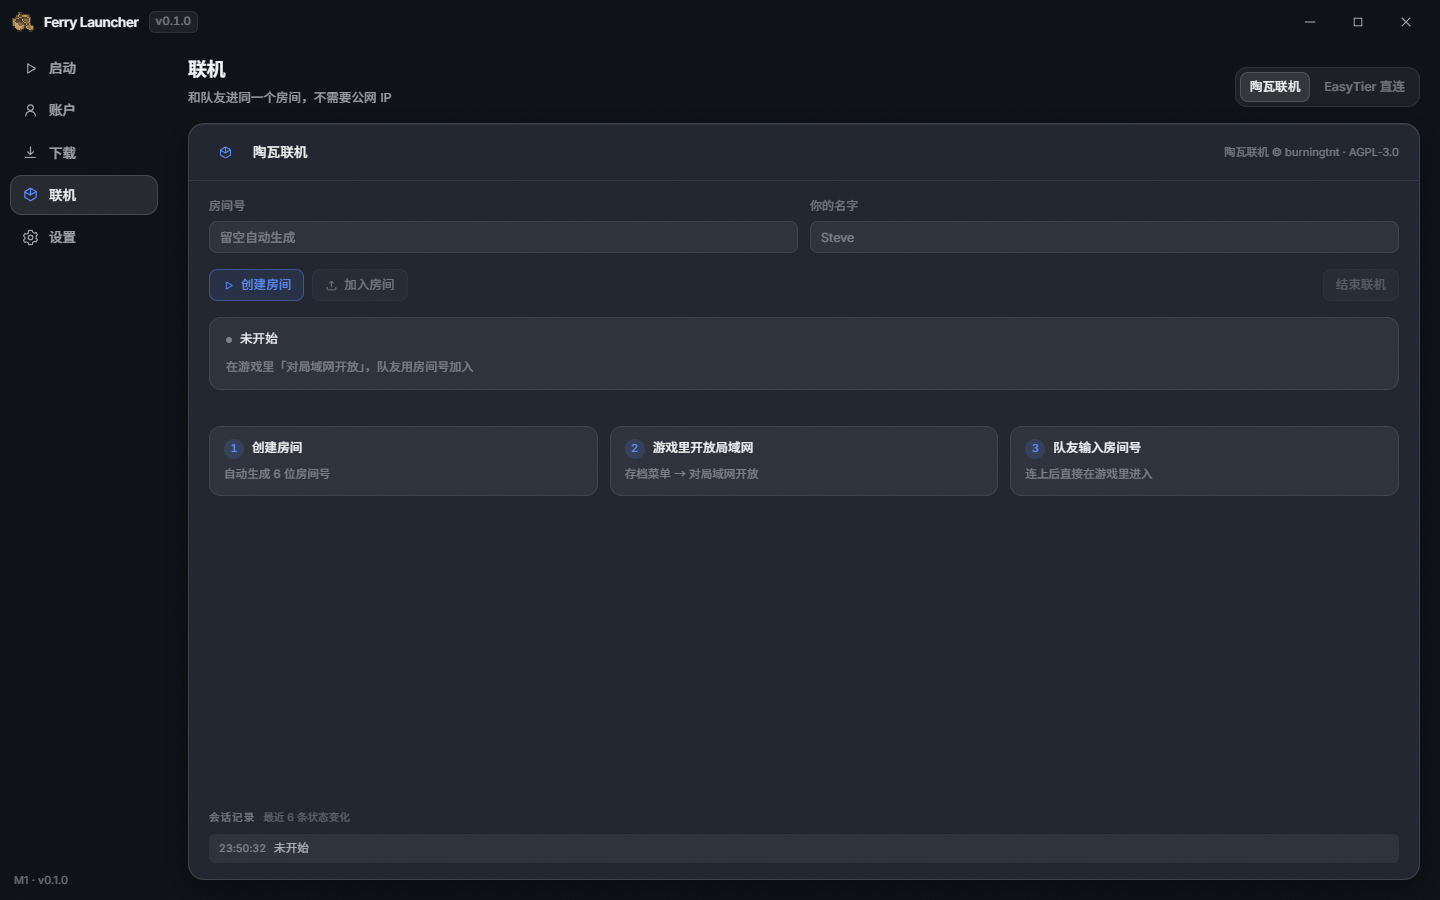 Ferry Launcher v0.1.0
启动
账户
下载
联机
设置
联机
和队友进同一个房间，不需要公网 IP
陶瓦联机 EasyTier 直连
陶瓦联机
陶瓦联机 © burningtnt · AGPL-3.0
房间号
留空自动生成
你的名字
Steve
创建房间
加入房间
结束联机
未开始
在游戏里「对局域网开放」，队友用房间号加入
1 创建房间
自动生成 6 位房间号
2 游戏里开放局域网
存档菜单 → 对局域网开放
3 队友输入房间号
连上后直接在游戏里进入
会话记录 最近 6 条状态变化
23:50:32 未开始
M1 · v0.1.0